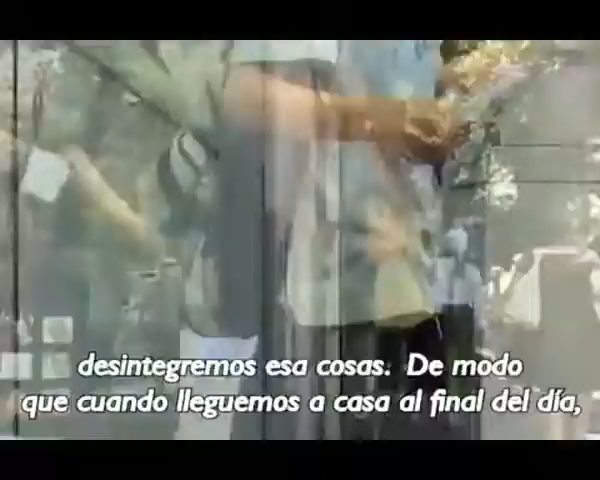 desintegremos esa cosas. De modo
que cuando lleguemos a casa al final del día,